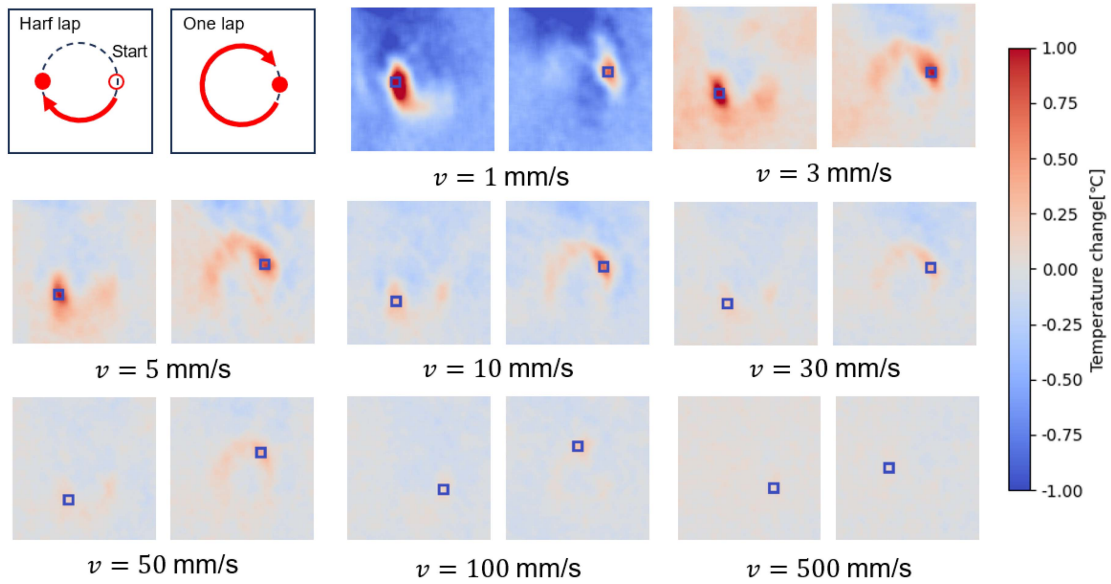 Harf lap
Start
One lap
v = 1 mm/s
v = 3 mm/s
v = 5 mm/s
v = 10 mm/s
v = 30 mm/s
v = 50 mm/s
v = 100 mm/s
v = 500 mm/s
1.00
0.75
0.50
0.25
0.00
-0.25
-0.50
-0.75
-1.00
Temperature change[℃]